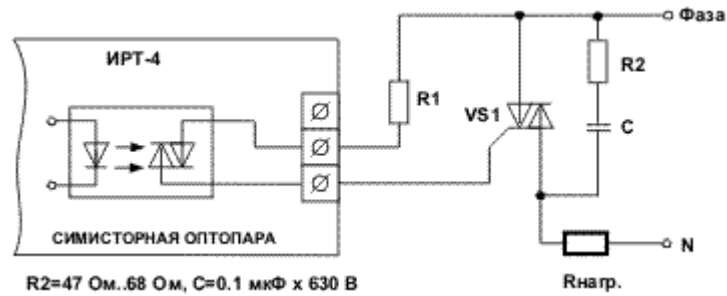 Фаза
ИРТ-4
R2
R1
VS1
C
СИМИСТОРНАЯ ОПТОПАРА
N
R2=47 Ом..68 Ом, С=0.1 мкФ х 630 В
Rнагр.